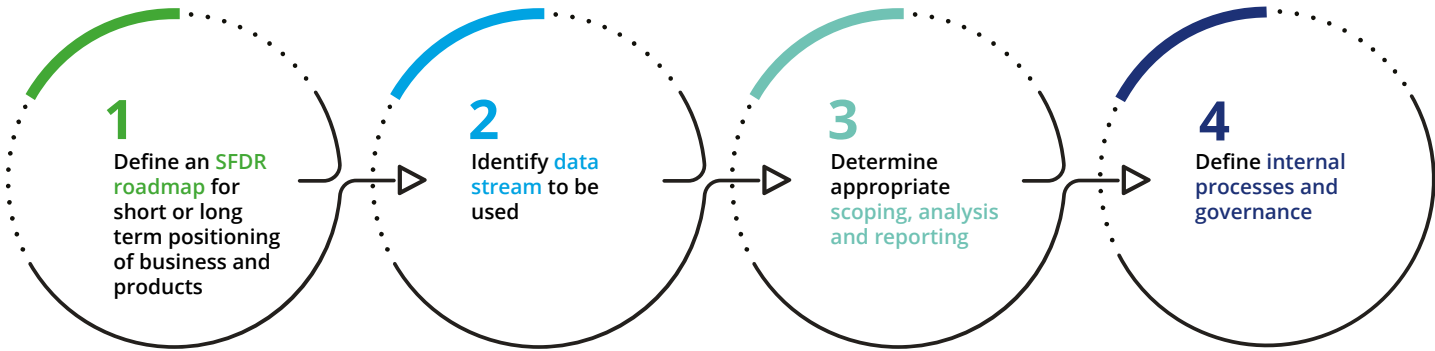 1
Define an SFDR
roadmap for
short or long
term positioning
of business and
products
2
Identify data
stream to be
used
3
Determine
appropriate
scoping, analysis
and reporting
4
Define internal
processes and
governance